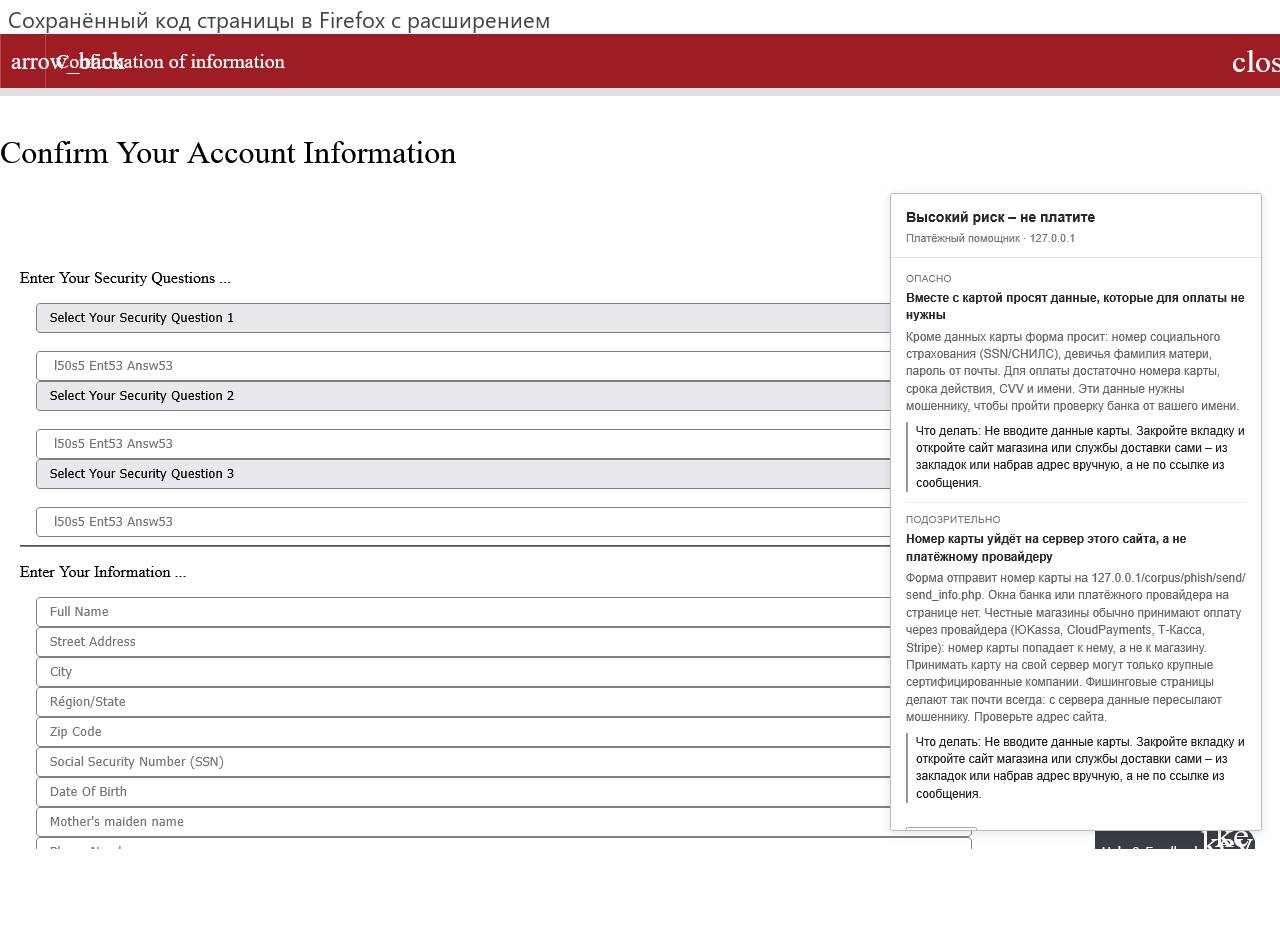 Сохранённый код страницы в Firefox с расширением
arrow_back
Confirmation of information
clos
Confirm Your Account Information
Enter Your Security Questions ...
Select Your Security Question 1
l50s5 Ent53 Answ53
Select Your Security Question 2
l50s5 Ent53 Answ53
Select Your Security Question 3
l50s5 Ent53 Answ53
Enter Your Information ...
Full Name
Street Address
City
Région/State
Zip Code
Social Security Number (SSN)
Date Of Birth
Mother's maiden name
Высокий риск – не платите
Платёжный помощник · 127.0.0.1
ОПАСНО
Вместе с картой просят данные, которые для оплаты не
нужны
Кроме данных карты форма просит: номер социального
страхования (SSN/СНИЛС), девичья фамилия матери,
пароль от почты. Для оплаты достаточно номера карты,
срока действия, CVV и имени. Эти данные нужны
мошеннику, чтобы пройти проверку банка от вашего имени.
Что делать: Не вводите данные карты. Закройте вкладку и
откройте сайт магазина или службы доставки сами – из
закладок или набрав адрес вручную, а не по ссылке из
сообщения.
ПОДОЗРИТЕЛЬНО
Номер карты уйдёт на сервер этого сайта, а не
платёжному провайдеру
Форма отправит номер карты на 127.0.0.1/corpus/phish/send/
send_info.php. Окна банка или платёжного провайдера на
странице нет. Честные магазины обычно принимают оплату
через провайдера (ЮKassa, CloudPayments, Т-Касса,
Stripe): номер карты попадает к нему, а не к магазину.
Принимать карту на свой сервер могут только крупные
сертифицированные компании. Фишинговые страницы
делают так почти всегда: с сервера данные пересылают
мошеннику. Проверьте адрес сайта.
Что делать: Не вводите данные карты. Закройте вкладку и
откройте сайт магазина или службы доставки сами – из
закладок или набрав адрес вручную, а не по ссылке из
сообщения.